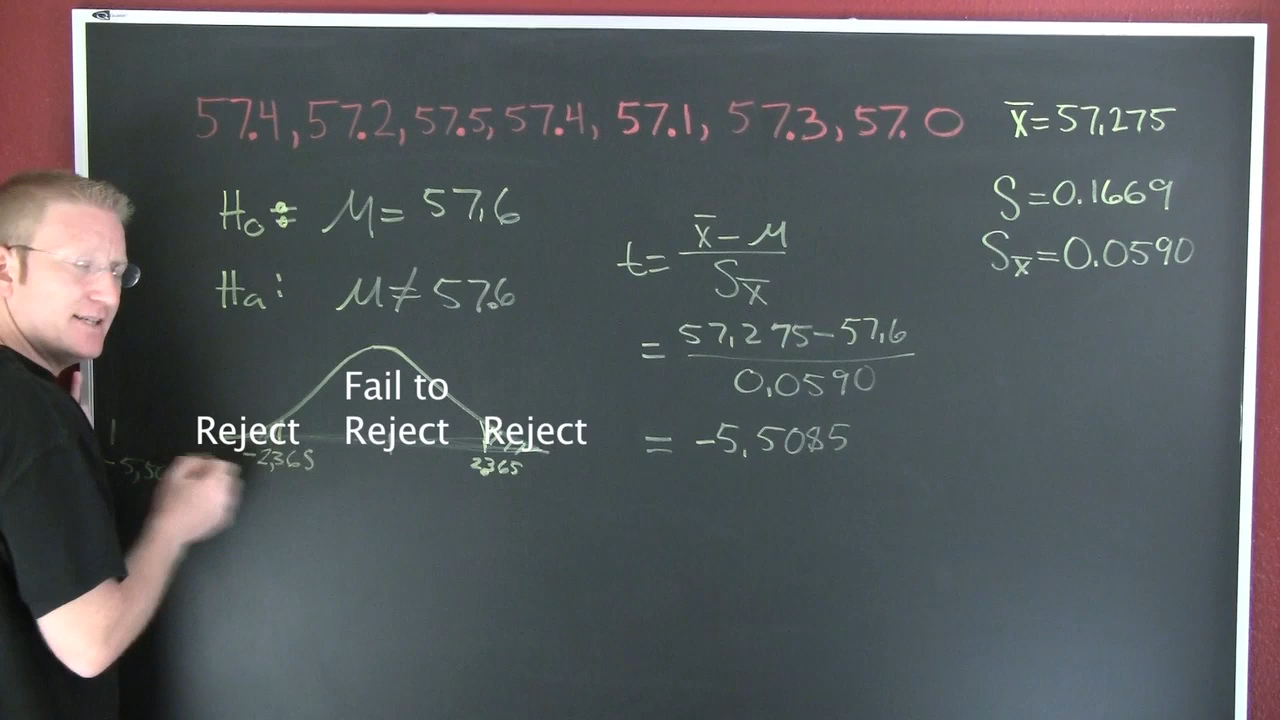 57.4, 57.2, 57.5, 57.4, 57.1, 57.3, 57.0
x̄=57.275
H₀: μ= 57.6
S=0.1669
Sx̄=0.0590
t= x̄-μ / Sx̄
Ha: μ≠57.6
= 57.275-57.6 / 0.0590
Fail to
Reject Reject Reject
= -5.5085
-2.365 2.365